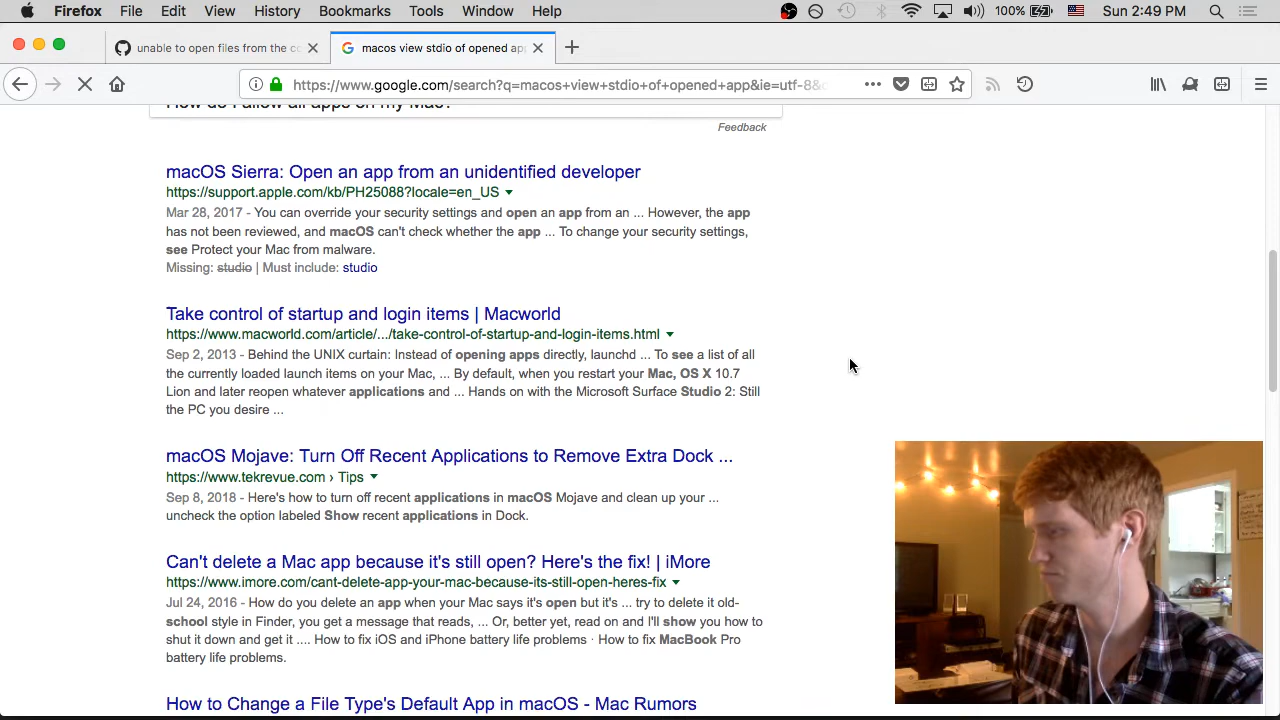 Firefox File Edit View History Bookmarks Tools Window Help 100% Sun 2:49 PM
unable to open files from the co
macos view stdio of opened app
https://www.google.com/search?q=macos+view+stdio+of+opened+app&ie=utf-8&
How do I allow all apps on my Mac?
Feedback
macOS Sierra: Open an app from an unidentified developer
https://support.apple.com/kb/PH25088?locale=en_US
Mar 28, 2017 - You can override your security settings and open an app from an ... However, the app
has not been reviewed, and macOS can't check whether the app ... To change your security settings,
see Protect your Mac from malware.
Missing: studio | Must include: studio
Take control of startup and login items | Macworld
https://www.macworld.com/article/.../take-control-of-startup-and-login-items.html
Sep 2, 2013 - Behind the UNIX curtain: Instead of opening apps directly, launchd ... To see a list of all
the currently loaded launch items on your Mac, ... By default, when you restart your Mac, OS X 10.7
Lion and later reopen whatever applications and ... Hands on with the Microsoft Surface Studio 2: Still
the PC you desire ...
macOS Mojave: Turn Off Recent Applications to Remove Extra Dock ...
https://www.tekrevue.com › Tips
Sep 8, 2018 - Here's how to turn off recent applications in macOS Mojave and clean up your ...
uncheck the option labeled Show recent applications in Dock.
Can't delete a Mac app because it's still open? Here's the fix! | iMore
https://www.imore.com/cant-delete-app-your-mac-because-its-still-open-heres-fix
Jul 24, 2016 - How do you delete an app when your Mac says it's open but it's ... try to delete it old-
school style in Finder, you get a message that reads, ... Or, better yet, read on and I'll show you how to
shut it down and get it .... How to fix iOS and iPhone battery life problems · How to fix MacBook Pro
battery life problems.
How to Change a File Type's Default App in macOS - Mac Rumors